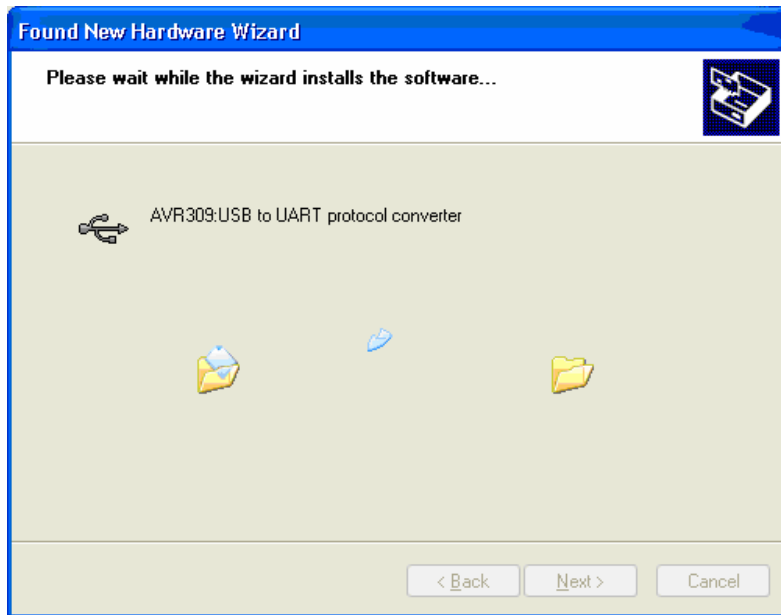 Found New Hardware Wizard
Please wait while the wizard installs the software...
AVR309:USB to UART protocol converter
< Back
Next >
Cancel